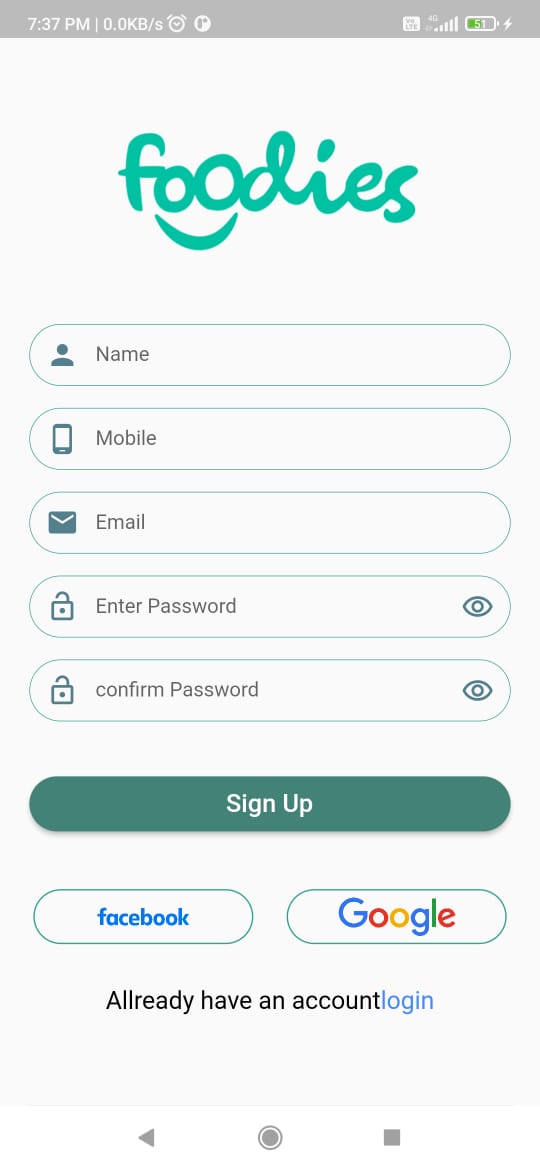 7:37 PM | 0.0KB/s
Vo LTE 4G 51
foodies
Name
Mobile
Email
Enter Password
confirm Password
Sign Up
facebook Google
Allready have an accountlogin